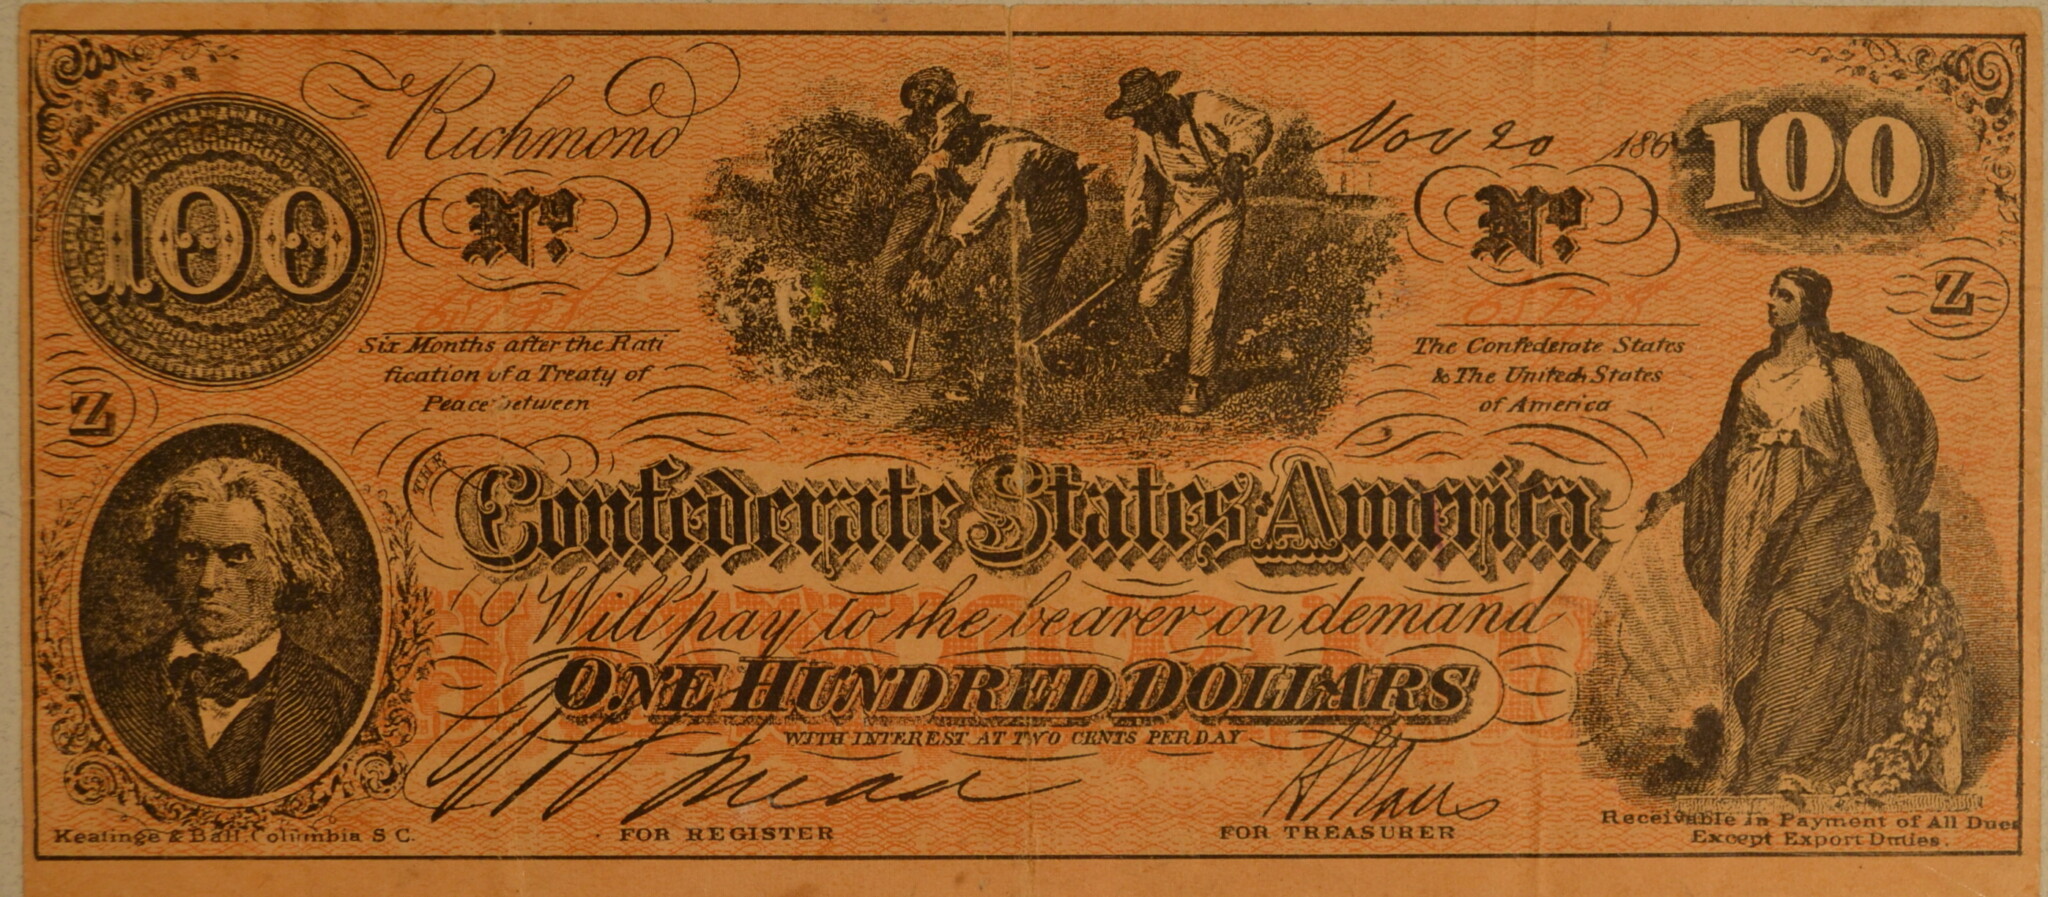 Richmond
Nov 20 186
100
100
No.
No.
Z
Six Months after the Rati
fication of a Treaty of
Peace between
The Confederate States
& The United States
of America
Z
THE
Confederate States America
Will pay to the bearer on demand
HUNDRED
ONE HUNDRED DOLLARS
WITH INTEREST AT TWO CENTS PER DAY
FOR REGISTER
FOR TREASURER
Keatinge & Ball, Columbia S C.
Receivable in Payment of All Dues
Except Export Duties.